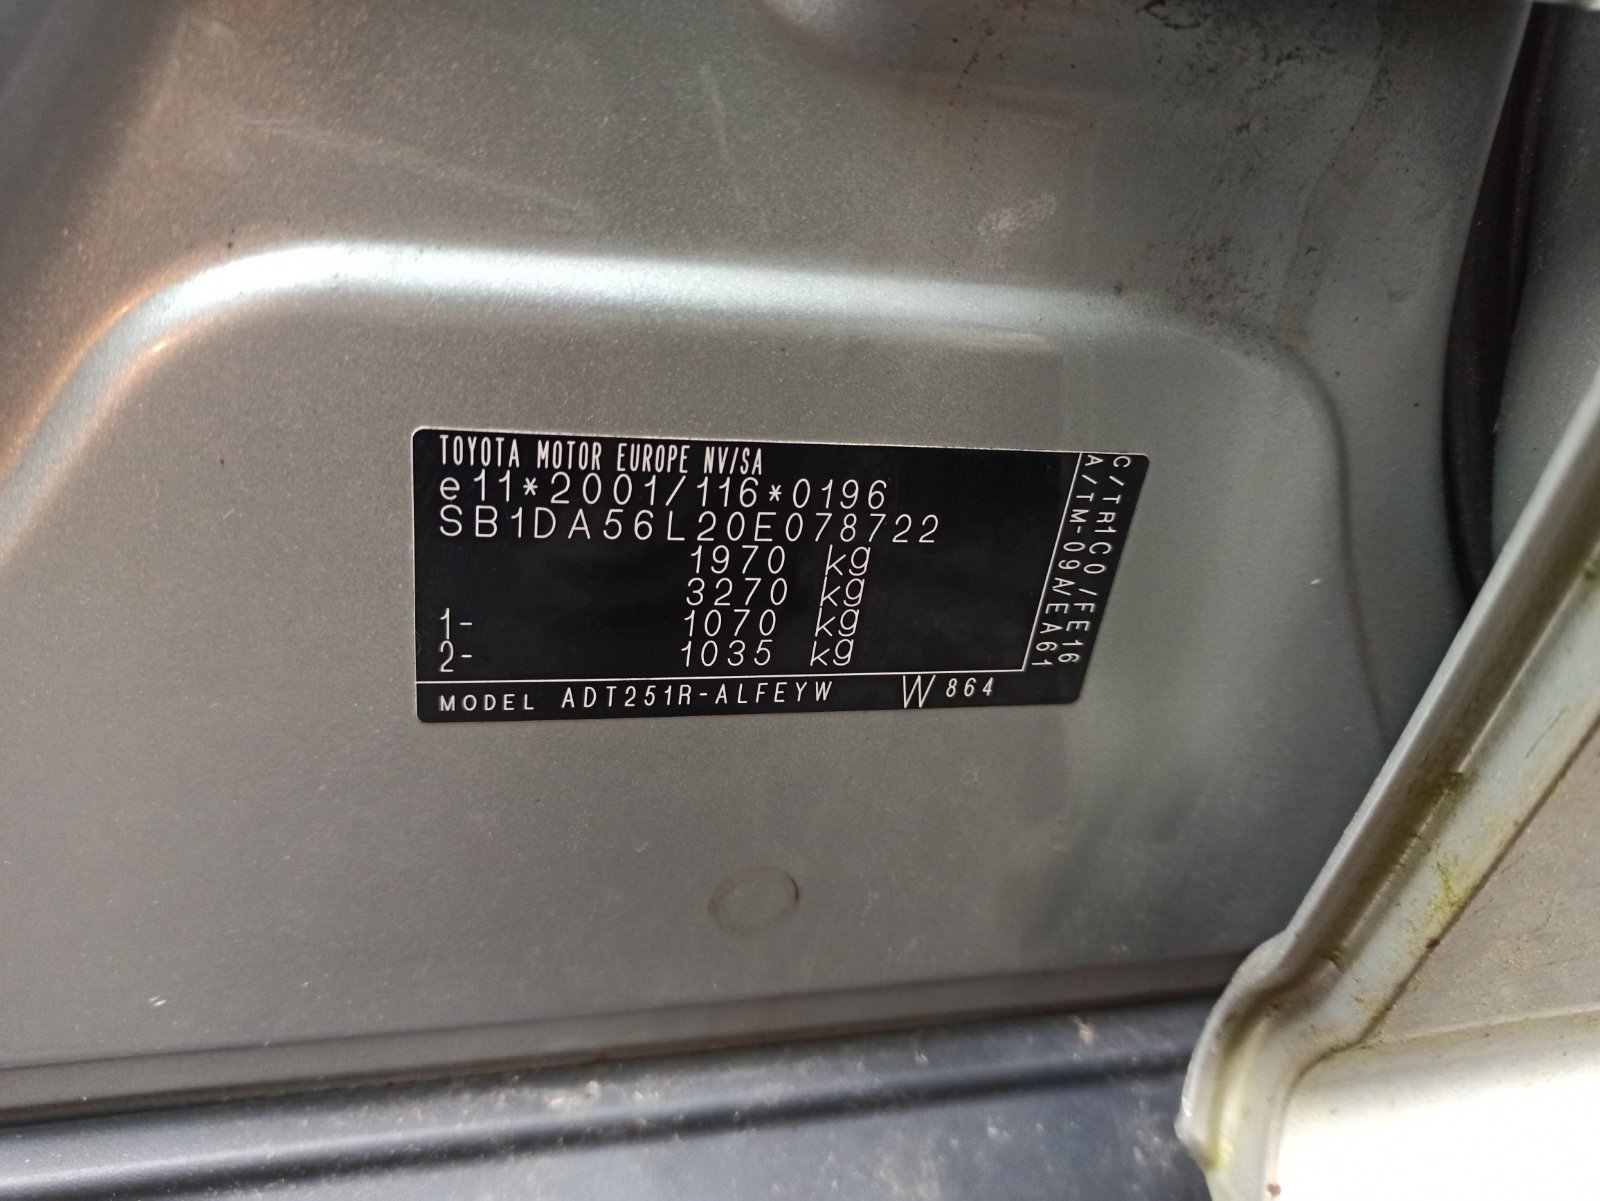 TOYOTA MOTOR EUROPE NV/SA
e11*2001/116*0196
SB1DA56L20E078722
1970 kg
3270 kg
1- 1070 kg
2- 1035 kg
MODEL ADT251R-ALFEYW W 864
C/TR1C0/FE16
A/TM-09A/EA61